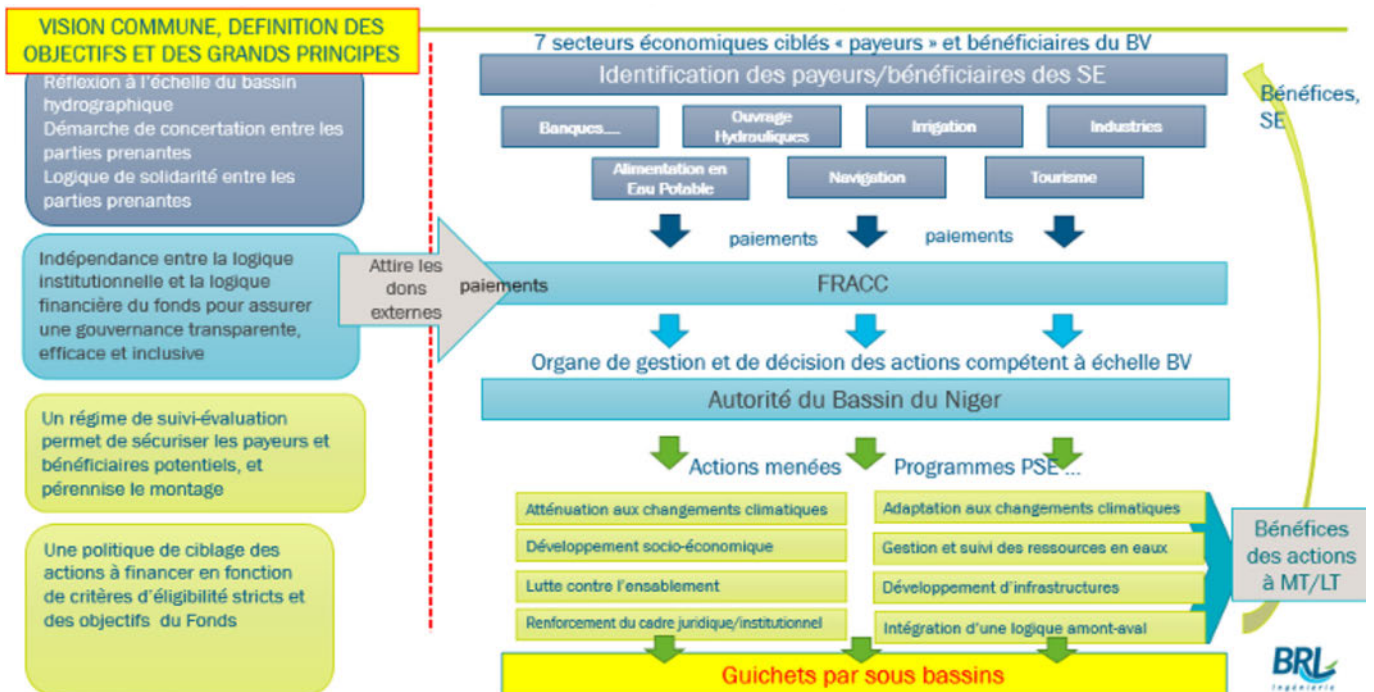 VISION COMMUNE, DEFINITION DES
OBJECTIFS ET DES GRANDS PRINCIPES
Réflexion à l'échelle du bassin
hydrographique
Démarche de concertation entre les
parties prenantes
Logique de solidarité entre les
parties prenantes
Indépendance entre la logique
institutionnelle et la logique
financière du fonds pour assurer
une gouvernance transparente,
efficace et inclusive
Un régime de suivi-évaluation
permet de sécuriser les payeurs et
bénéficiaires potentiels, et
pérennise le montage
Une politique de ciblage des
actions à financer en fonction
de critères d'éligibilité stricts et
des objectifs du Fonds
Attire les
dons
externes
paiements
7 secteurs économiques ciblés « payeurs » et bénéficiaires du BV
Identification des payeurs/bénéficiaires des SE
Banques....
Ouvrage
Hydrauliques
Irrigation
Industries
Alimentation en
Eau Potable
Navigation
Tourisme
paiements
paiements
FRACC
Organe de gestion et de décision des actions compétent à échelle BV
Autorité du Bassin du Niger
Actions menées
Programmes PSE ...
Atténuation aux changements climatiques
Développement socio-économique
Lutte contre l'ensablement
Renforcement du cadre juridique/institutionnel
Adaptation aux changements climatiques
Gestion et suivi des ressources en eaux
Développement d'infrastructures
Intégration d'une logique amont-aval
Guichets par sous bassins
Bénéfices,
SE
Bénéfices
des actions
à MT/LT
BRL
Ingénierie